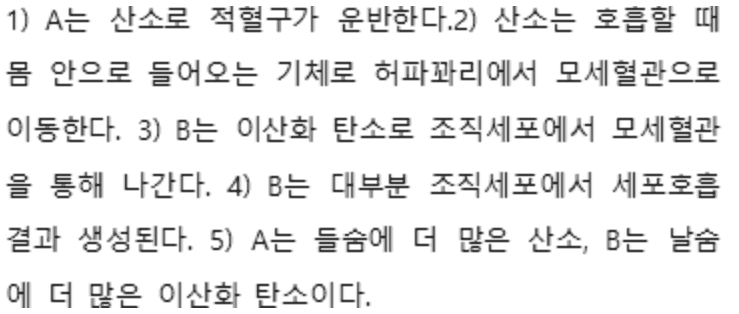 1) A는 산소로 적혈구가 운반한다.2) 산소는 호흡할 때
몸 안으로 들어오는 기체로 허파꽈리에서 모세혈관으로
이동한다. 3) B는 이산화 탄소로 조직세포에서 모세혈관
을 통해 나간다. 4) B는 대부분 조직세포에서 세포호흡
결과 생성된다. 5) A는 들숨에 더 많은 산소, B는 날숨
에 더 많은 이산화 탄소이다.